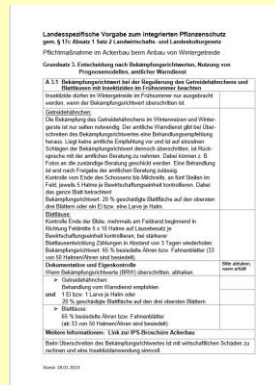 Landesspezifische Vorgabe zum integrierten Pflanzenschutz
gem. § 17c Absatz 1 Satz 2 Landwirtschafts- und Landeskulturgesetz
Pflichtmaßnahme im Ackerbau beim Anbau von Wintergetreide
Grundsatz 3. Entscheidung nach Bekämpfungsrichtwerten, Nutzung von
Prognosemodellen, amtlicher Warndienst
A 3.1 Bekämpfungsrichtwert bei der Regulierung des Getreidehähnchens und
Blattläusen mit Insektiziden im Frühsommer beachten
Insektizide dürfen im Wintergetreide im Frühsommer nur ausgebracht
werden, wenn der Bekämpfungsrichtwert überschritten ist.
Getreidehähnchen:
Die Bekämpfung des Getreidehähnchens im Winterweizen und Winter-
gerste ist nur selten notwendig. Der amtliche Warndienst gibt bei Über-
schreiten des Bekämpfungsrichtwertes eine Behandlungsempfehlung
heraus. Liegt keine amtliche Empfehlung vor und ist auf einzelnen
Schlägen der Bekämpfungsrichtwert dennoch überschritten, ist Rück-
sprache mit der amtlichen Beratung zu nehmen. Dabei können z. B.
Fotos an die zuständige Beratung geschickt werden. Eine Behandlung
ist erst nach Freigabe der amtlichen Beratung zulässig.
Kontrolle vom Ende des Schossens bis Milchreife, an fünf Stellen im
Feld, jeweils 5 Halme je Bewirtschaftungseinheit kontrollieren. Dabei
das ganze Blatt betrachten!
Bekämpfungsrichtwert: 20 % geschädigte Blattfläche auf den obersten
drei Blättern oder ein Ei bzw. eine Larve je Halm.
Blattläuse:
Kontrolle Ende der Blüte, mehrmals am Feldrand beginnend in
Richtung Feldmitte 5 x 10 Halme auf Lausebesatz je
Bewirtschaftungseinheit kontrollieren, bei stärkerer
Blattlausentwicklung Zählungen in Abstand von 3 Tagen wiederholen.
Bekämpfungsrichtwert: 65 % besiedelte Ähren bzw. Fahnenblätter (33
von 50 Halmen/Ähren sind besiedelt).
Dokumentation und Eigenkontrolle
Wenn Bekämpfungsrichtwerte (BRW) überschritten, abhaken
Bitte abhaken,
wenn erfüllt
➤ Getreidehähnchen:
Behandlung vom Warndienst empfohlen
und 1 Ei bzw. 1 Larve je Halm oder
20 % geschädigte Blattfläche auf den drei obersten Blättern
➤ Blattläuse:
65 % besiedelte Ähren bzw. Fahnenblätter
(ab 33 von 50 Halmen/Ähren sind besiedelt)
Weitere Informationen: Link zur IPS-Broschüre Ackerbau
Beim Überschreiten des Bekämpfungsrichtwertes ist mit wirtschaftlichen Schäden zu
rechnen und eine Insektizidanwendung sinnvoll.
Stand: 18.01.2023